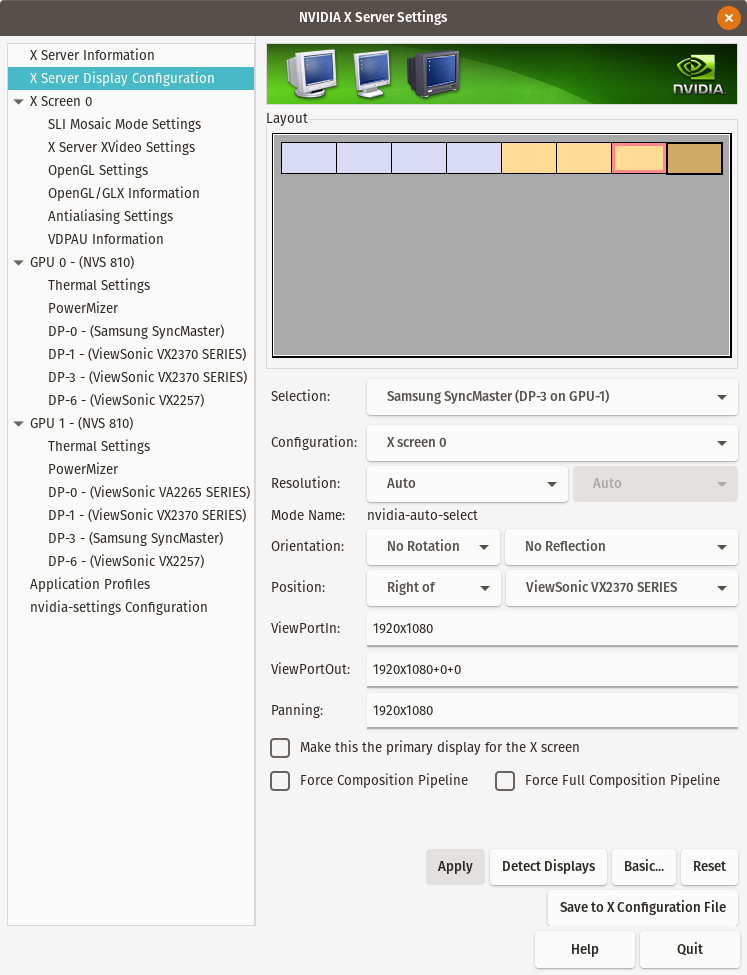 NVIDIA X Server Settings
X Server Information
X Server Display Configuration
X Screen 0
SLI Mosaic Mode Settings
X Server XVideo Settings
OpenGL Settings
OpenGL/GLX Information
Antialiasing Settings
VDPAU Information
GPU 0 - (NVS 810)
Thermal Settings
PowerMizer
DP-0 - (Samsung SyncMaster)
DP-1 - (ViewSonic VX2370 SERIES)
DP-3 - (ViewSonic VX2370 SERIES)
DP-6 - (ViewSonic VX2257)
GPU 1 - (NVS 810)
Thermal Settings
PowerMizer
DP-0 - (ViewSonic VA2265 SERIES)
DP-1 - (ViewSonic VX2370 SERIES)
DP-3 - (Samsung SyncMaster)
DP-6 - (ViewSonic VX2257)
Application Profiles
nvidia-settings Configuration
NVIDIA
Layout
Selection: Samsung SyncMaster (DP-3 on GPU-1)
Configuration: X screen 0
Resolution: Auto Auto
Mode Name: nvidia-auto-select
Orientation: No Rotation No Reflection
Position: Right of ViewSonic VX2370 SERIES
ViewPortIn: 1920x1080
ViewPortOut: 1920x1080+0+0
Panning: 1920x1080
Make this the primary display for the X screen
Force Composition Pipeline Force Full Composition Pipeline
Apply Detect Displays Basic... Reset
Save to X Configuration File
Help Quit